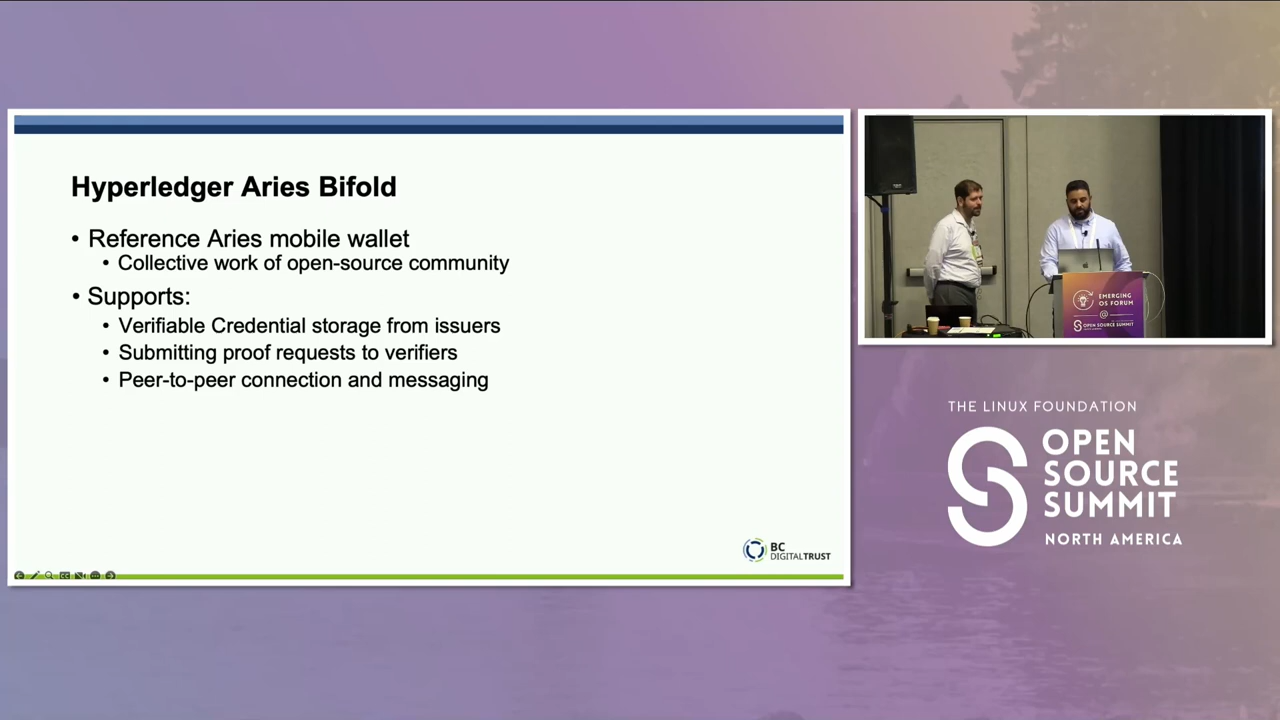 Hyperledger Aries Bifold
• Reference Aries mobile wallet
• Collective work of open-source community
• Supports:
• Verifiable Credential storage from issuers
• Submitting proof requests to verifiers
• Peer-to-peer connection and messaging
BC
DIGITALTRUST
EMERGING
OS FORUM
@
OPEN SOURCE SUMMIT
THE LINUX FOUNDATION
OPEN
SOURCE
SUMMIT
NORTH AMERICA